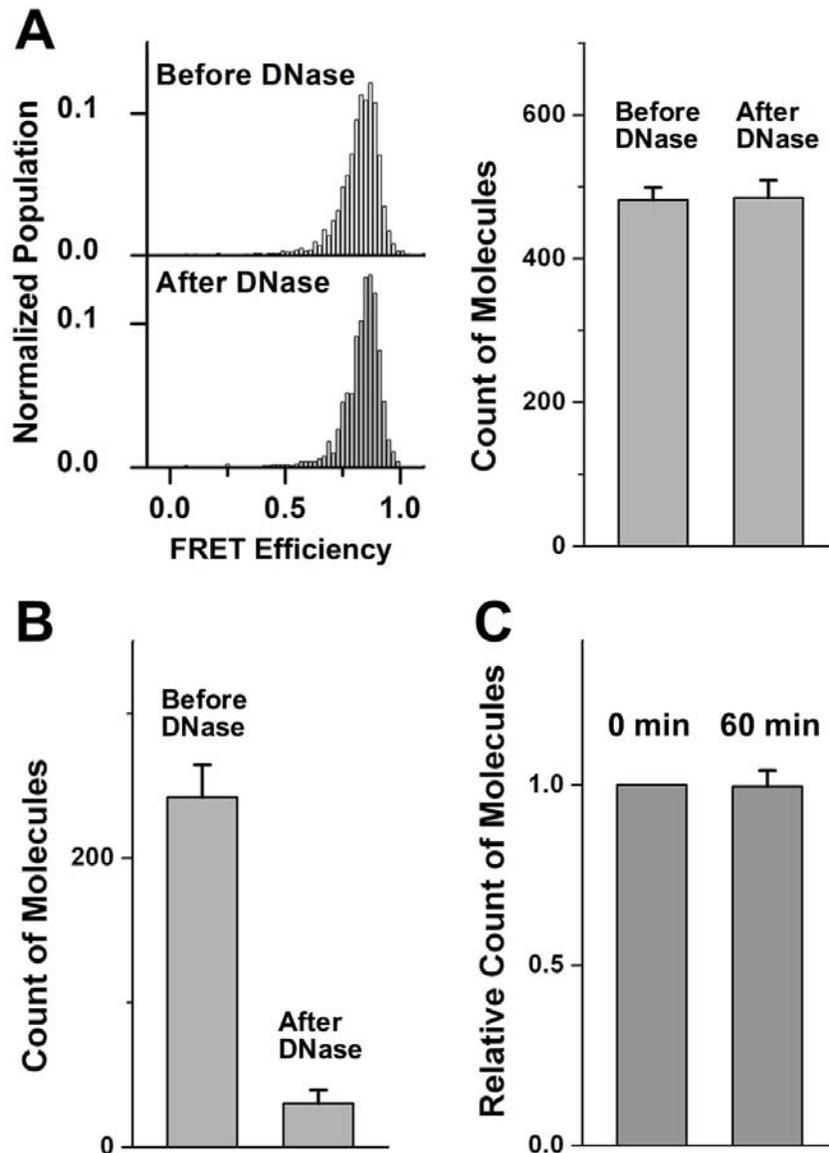 A
Before DNase
0.1
0.0
After DNase
0.1
0.0
Normalized Population
0.0
0.5
1.0
FRET Efficiency
600
400
200
0
Count of Molecules
Before
DNase
After
DNase
B
Before
DNase
200
0
After
DNase
Count of Molecules
C
0 min
60 min
1.0
0.5
0.0
Relative Count of Molecules